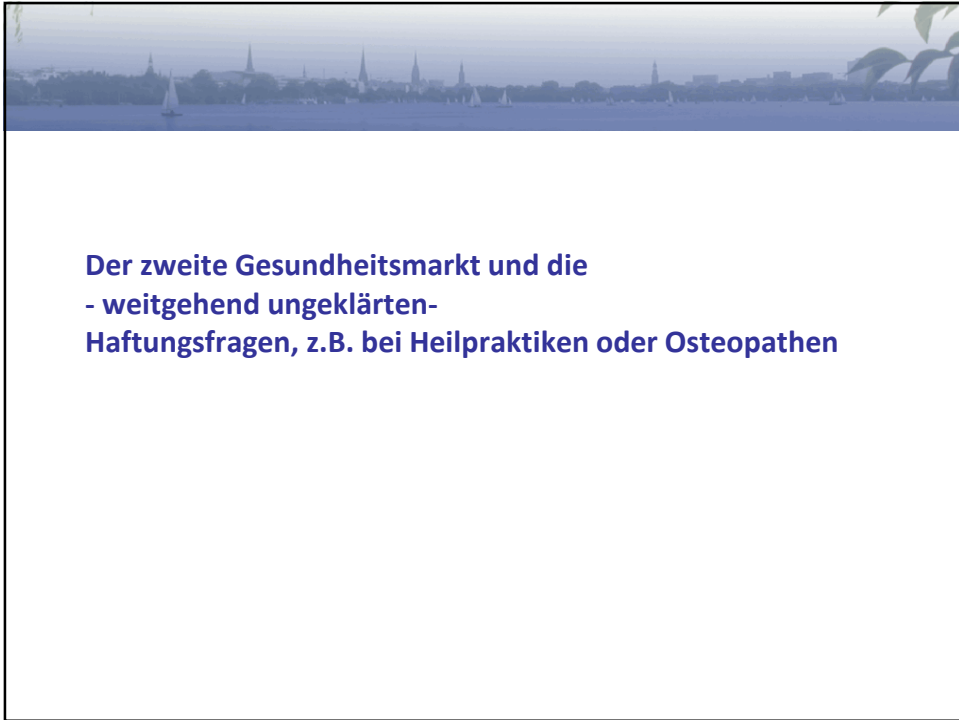 Der zweite Gesundheitsmarkt und die
- weitgehend ungeklärten-
Haftungsfragen, z.B. bei Heilpraktiken oder Osteopathen